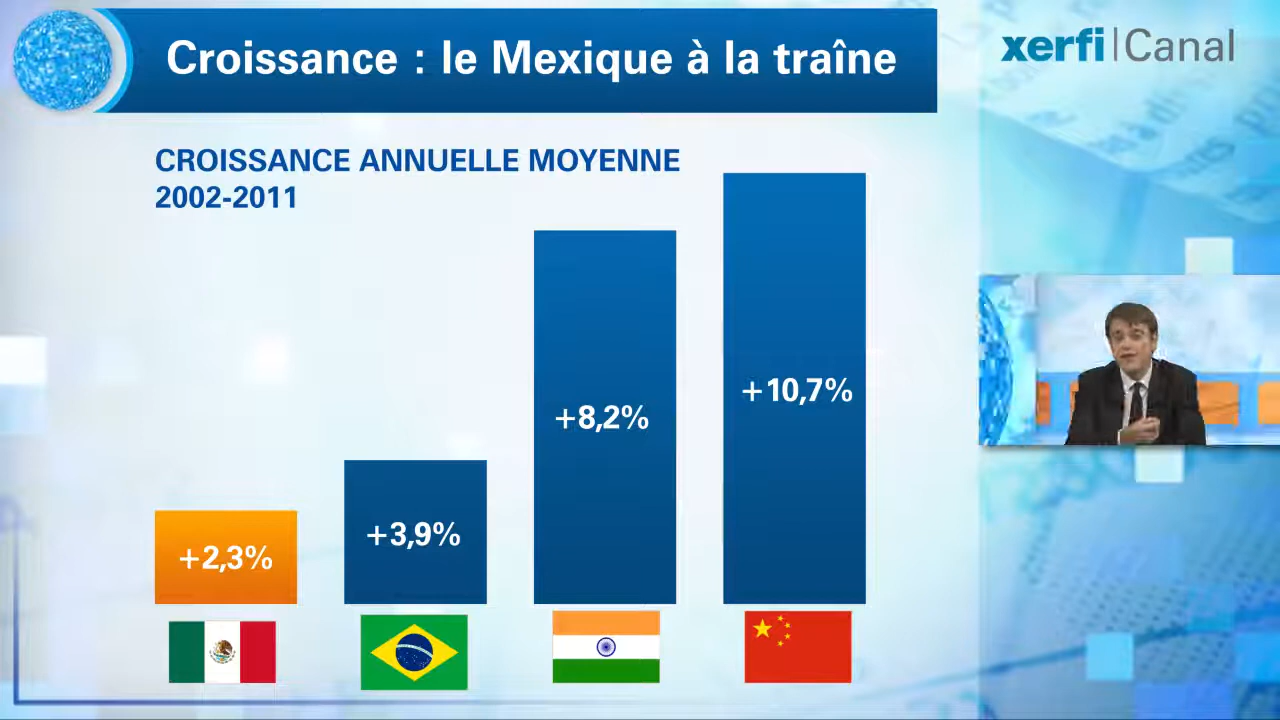 Croissance : le Mexique à la traîne
xerfi Canal
CROISSANCE ANNUELLE MOYENNE
2002-2011
+2,3%
+3,9%
+8,2%
+10,7%